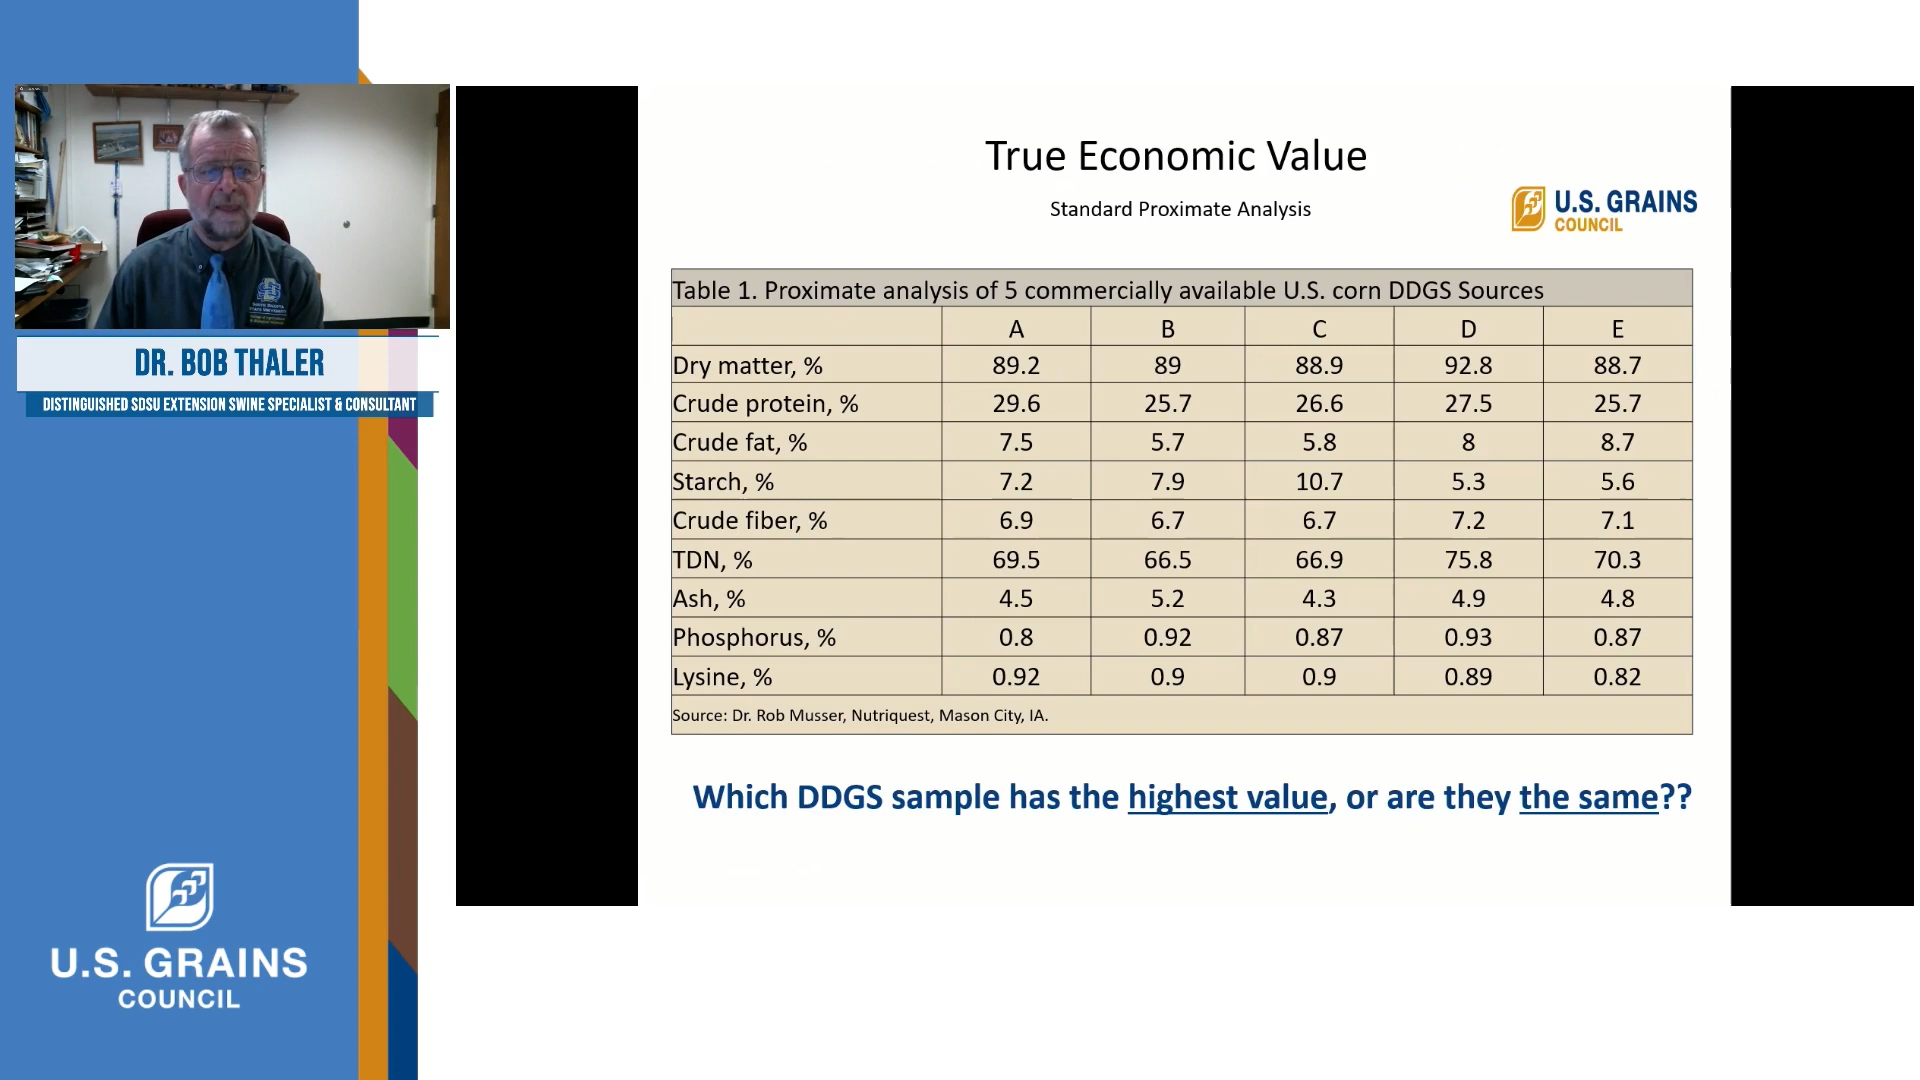 DR. BOB THALER
DISTINGUISHED SDSU EXTENSION SWINE SPECIALIST & CONSULTANT
U.S. GRAINS
COUNCIL
True Economic Value
Standard Proximate Analysis
U.S. GRAINS
COUNCIL
Table 1. Proximate analysis of 5 commercially available U.S. corn DDGS Sources
A B C D E
Dry matter, % 89.2 89 88.9 92.8 88.7
Crude protein, % 29.6 25.7 26.6 27.5 25.7
Crude fat, % 7.5 5.7 5.8 8 8.7
Starch, % 7.2 7.9 10.7 5.3 5.6
Crude fiber, % 6.9 6.7 6.7 7.2 7.1
TDN, % 69.5 66.5 66.9 75.8 70.3
Ash, % 4.5 5.2 4.3 4.9 4.8
Phosphorus, % 0.8 0.92 0.87 0.93 0.87
Lysine, % 0.92 0.9 0.9 0.89 0.82
Source: Dr. Rob Musser, Nutriquest, Mason City, IA.
Which DDGS sample has the highest value, or are they the same??